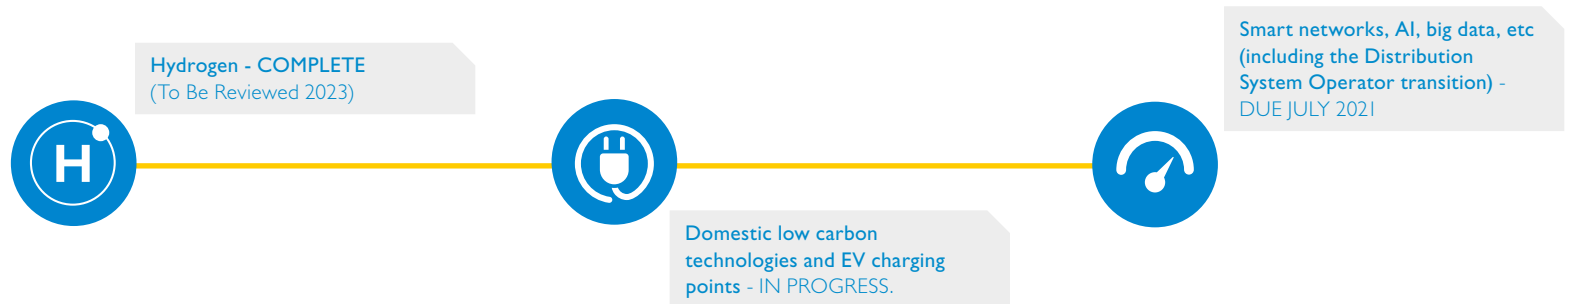 Hydrogen - COMPLETE
(To Be Reviewed 2023)
H
Domestic low carbon
technologies and EV charging
points - IN PROGRESS.
Smart networks, AI, big data, etc
(including the Distribution
System Operator transition) -
DUE JULY 2021